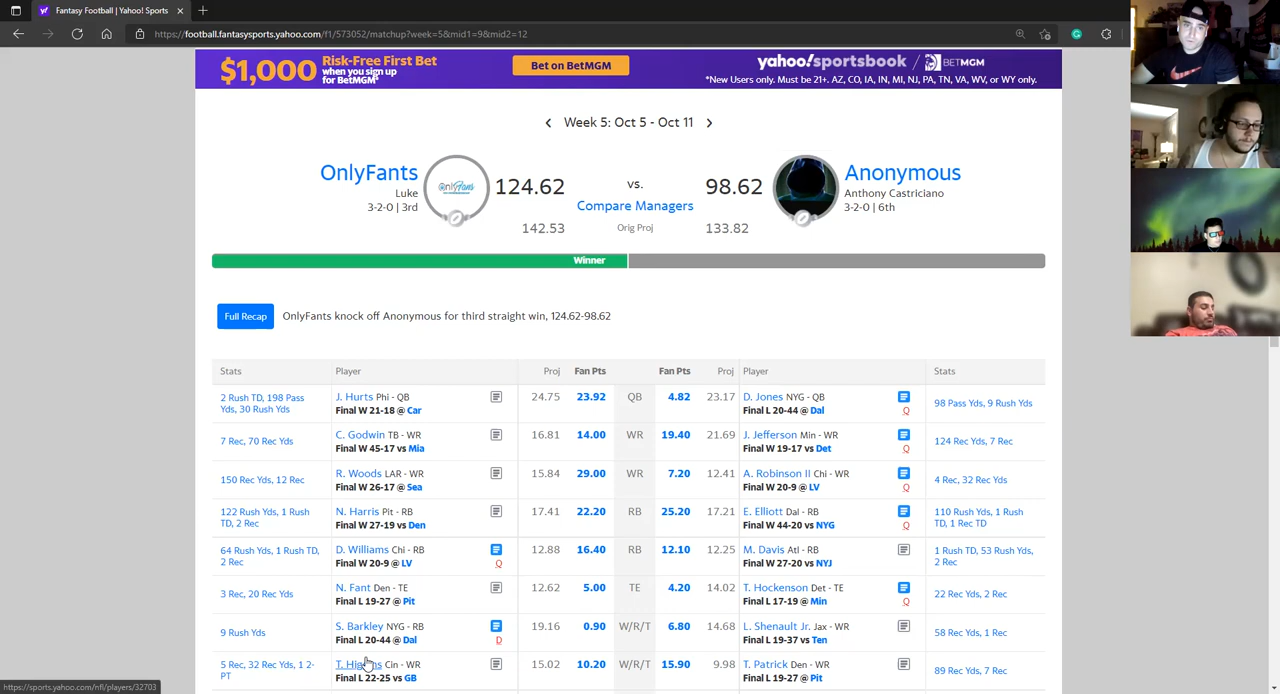 Fantasy Football | Yahoo! Sports
https://football.fantasysports.yahoo.com/f1/573052/matchup?week=5&mid1=9&mid2=12
$1,000 Risk-Free First Bet
when you sign up
for BetMGM*
Bet on BetMGM
yahoo!sportsbook / BETMGM
*New Users only. Must be 21+. AZ, CO, IA, IN, MI, NJ, PA, TN, VA, WV, or WY only.
Week 5: Oct 5 - Oct 11
OnlyFants
Luke
3-2-0 | 3rd
OnlyFans
124.62
142.53
vs.
Compare Managers
Orig Proj
98.62
133.82
Anonymous
Anthony Castriciano
3-2-0 | 6th
Winner
Full Recap
OnlyFants knock off Anonymous for third straight win, 124.62-98.62
Stats Player Proj Fan Pts Fan Pts Proj Player Stats
2 Rush TD, 198 Pass Yds, 30 Rush Yds J. Hurts Phi - QB 24.75 23.92 QB 4.82 23.17 D. Jones NYG - QB 98 Pass Yds, 9 Rush Yds
Final W 21-18 @ Car Final L 20-44 @ Dal Q
7 Rec, 70 Rec Yds C. Godwin TB - WR 16.81 14.00 WR 19.40 21.69 J. Jefferson Min - WR 124 Rec Yds, 7 Rec
Final W 45-17 vs Mia Final W 19-17 vs Det Q
150 Rec Yds, 12 Rec R. Woods LAR - WR 15.84 29.00 WR 7.20 12.41 A. Robinson II Chi - WR 4 Rec, 32 Rec Yds
Final W 26-17 @ Sea Final W 20-9 @ LV Q
122 Rush Yds, 1 Rush TD, 2 Rec N. Harris Pit - RB 17.41 22.20 RB 25.20 17.21 E. Elliott Dal - RB 110 Rush Yds, 1 Rush TD, 1 Rec TD
Final W 27-19 vs Den Final W 44-20 vs NYG Q
64 Rush Yds, 1 Rush TD, 2 Rec D. Williams Chi - RB 12.88 16.40 RB 12.10 12.25 M. Davis Atl - RB 1 Rush TD, 53 Rush Yds, 2 Rec
Final W 20-9 @ LV Q Final W 27-20 vs NYJ
3 Rec, 20 Rec Yds N. Fant Den - TE 12.62 5.00 TE 4.20 14.02 T. Hockenson Det - TE 22 Rec Yds, 2 Rec
Final L 19-27 @ Pit Final L 17-19 @ Min Q
9 Rush Yds S. Barkley NYG - RB 19.16 0.90 W/R/T 6.80 14.68 L. Shenault Jr. Jax - WR 58 Rec Yds, 1 Rec
Final L 20-44 @ Dal D Final L 19-37 vs Ten
5 Rec, 32 Rec Yds, 1 2-PT T. Higgins Cin - WR 15.02 10.20 W/R/T 15.90 9.98 T. Patrick Den - WR 89 Rec Yds, 7 Rec
Final L 22-25 vs GB Final L 19-27 @ Pit
https://sports.yahoo.com/nfl/players/32703